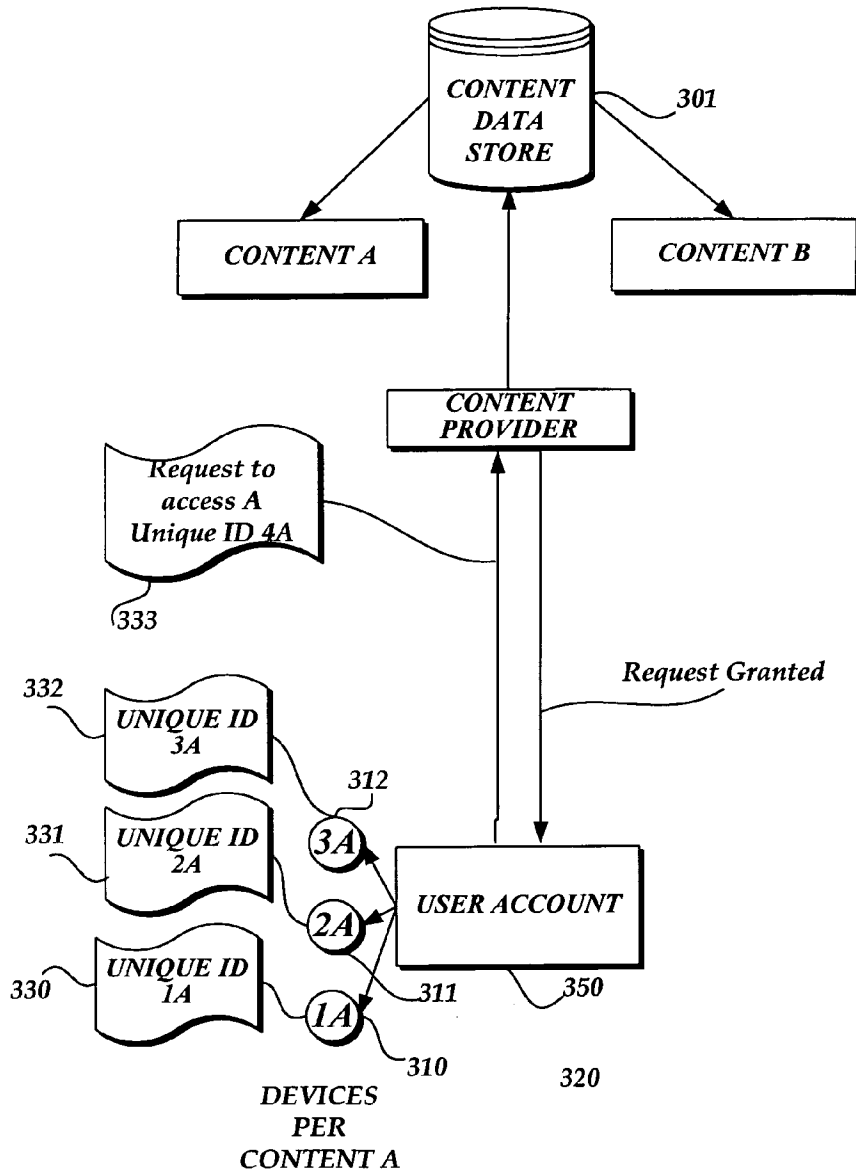 CONTENT
DATA
STORE
301
CONTENT A
CONTENT B
CONTENT
PROVIDER
Request to
access A
Unique ID 4A
333
Request Granted
332
UNIQUE ID
3A
312
3A
331
UNIQUE ID
2A
2A
USER ACCOUNT
311
350
330
UNIQUE ID
1A
1A
310
320
DEVICES
PER
CONTENT A